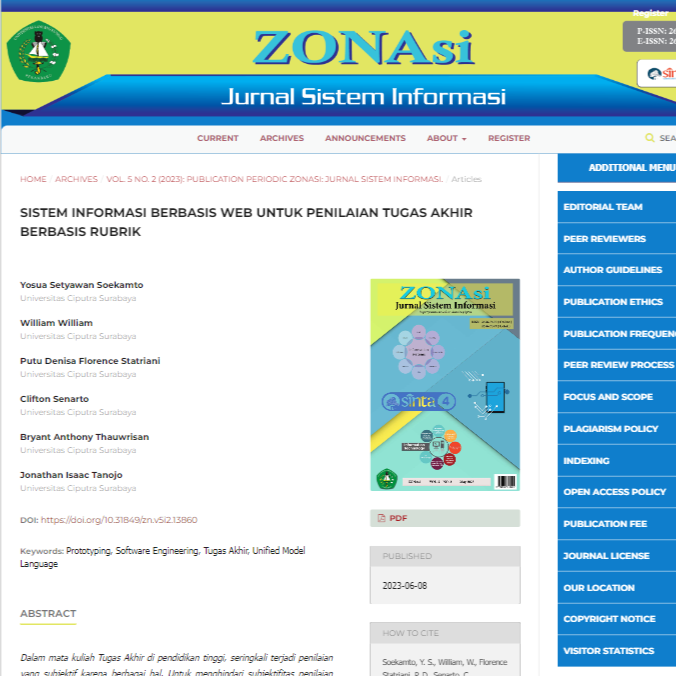 Register
P-ISSN: 26
E-ISSN: 26
ZONAsi
Jurnal Sistem Informasi
CURRENT ARCHIVES ANNOUNCEMENTS ABOUT REGISTER
HOME / ARCHIVES / VOL. 5 NO. 2 (2023): PUBLICATION PERIODIC ZONASI: JURNAL SISTEM INFORMASI. / Articles
SISTEM INFORMASI BERBASIS WEB UNTUK PENILAIAN TUGAS AKHIR
BERBASIS RUBRIK
Yosua Setyawan Soekamto
Universitas Ciputra Surabaya
William William
Universitas Ciputra Surabaya
Putu Denisa Florence Statriani
Universitas Ciputra Surabaya
Clifton Senarto
Universitas Ciputra Surabaya
Bryant Anthony Thauwrisan
Universitas Ciputra Surabaya
Jonathan Isaac Tanojo
Universitas Ciputra Surabaya
DOI: https://doi.org/10.31849/zn.v5i2.13860
Keywords: Prototyping, Software Engineering, Tugas Akhir, Unified Model
Language
ABSTRACT
Dalam mata kuliah Tugas Akhir di pendidikan tinggi, seringkali terjadi penilaian
yang subjektif karena berbagai hal. Untuk menghindari subjektifitas penilaian
ZONAsi
Jurnal Sistem Informasi
sinta 4
PDF
PUBLISHED
2023-06-08
HOW TO CITE
Soekamto, Y. S., William, W., Florence
Statriani, P. D., Senarto, C.,
ADDITIONAL MENU
EDITORIAL TEAM
PEER REVIEWERS
AUTHOR GUIDELINES
PUBLICATION ETHICS
PUBLICATION FREQUENC
PEER REVIEW PROCESS
FOCUS AND SCOPE
PLAGIARISM POLICY
INDEXING
OPEN ACCESS POLICY
PUBLICATION FEE
JOURNAL LICENSE
OUR LOCATION
COPYRIGHT NOTICE
VISITOR STATISTICS